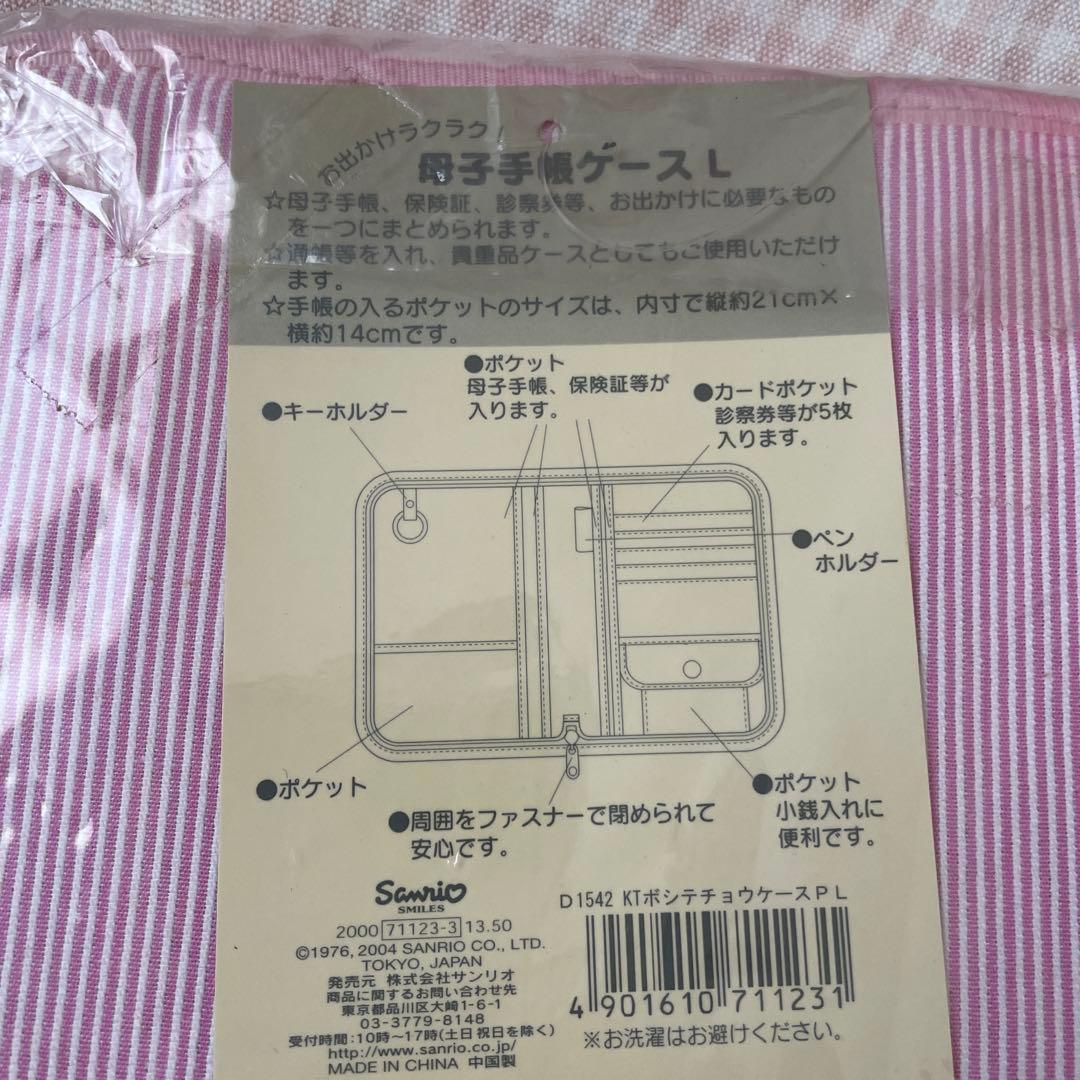 お出かけラクラク!
母子手帳ケース L
☆母子手帳、保険証、診察券等、お出かけに必要なもの
を一つにまとめられます。
☆通帳等を入れ、貴重品ケースとしてもご使用いただけ
ます。
☆手帳の入るポケットのサイズは、内寸で縦約21cm×
横約14cmです。
●ポケット
母子手帳、保険証等が
入ります。
●カードポケット
診察券等が5枚
入ります。
●キーホルダー
●ペン
ホルダー
●ポケット
●ポケット
小銭入れに
便利です。
●周囲をファスナーで閉められて
安心です。
Sanrio
SMILES
2000 71123-3 13.50
©1976, 2004 SANRIO CO., LTD.
TOKYO, JAPAN
発売元 株式会社サンリオ
商品に関するお問い合わせ先
東京都品川区大崎1-6-1
03-3779-8148
受付時間:10時〜17時(土日祝日を除く)
http://www.sanrio.co.jp/
MADE IN CHINA 中国製
D1542 KTボシテチョウケースPL
4 901610 711231
※お洗濯はお避けください。